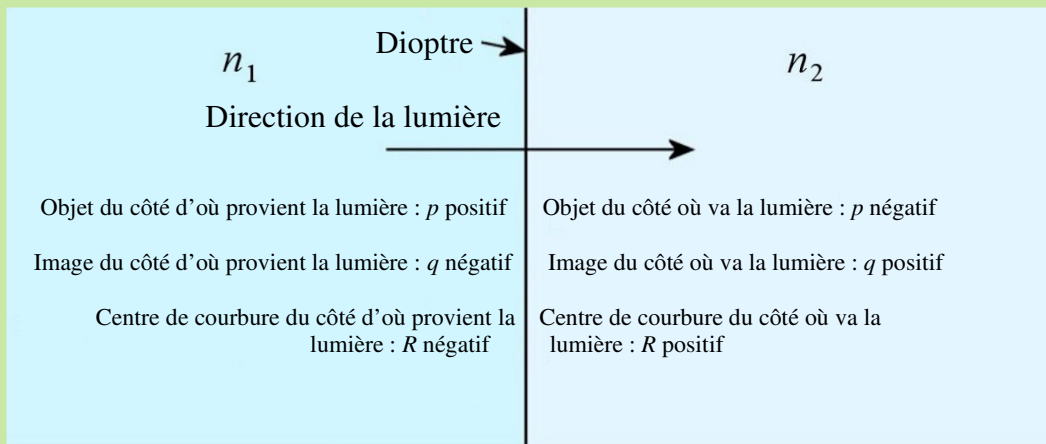 Dioptre
n₁
n₂
Direction de la lumière
Objet du côté d’où provient la lumière : p positif
Objet du côté où va la lumière : p négatif
Image du côté d’où provient la lumière : q négatif
Image du côté où va la lumière : q positif
Centre de courbure du côté d’où provient la
lumière : R négatif
Centre de courbure du côté où va la
lumière : R positif